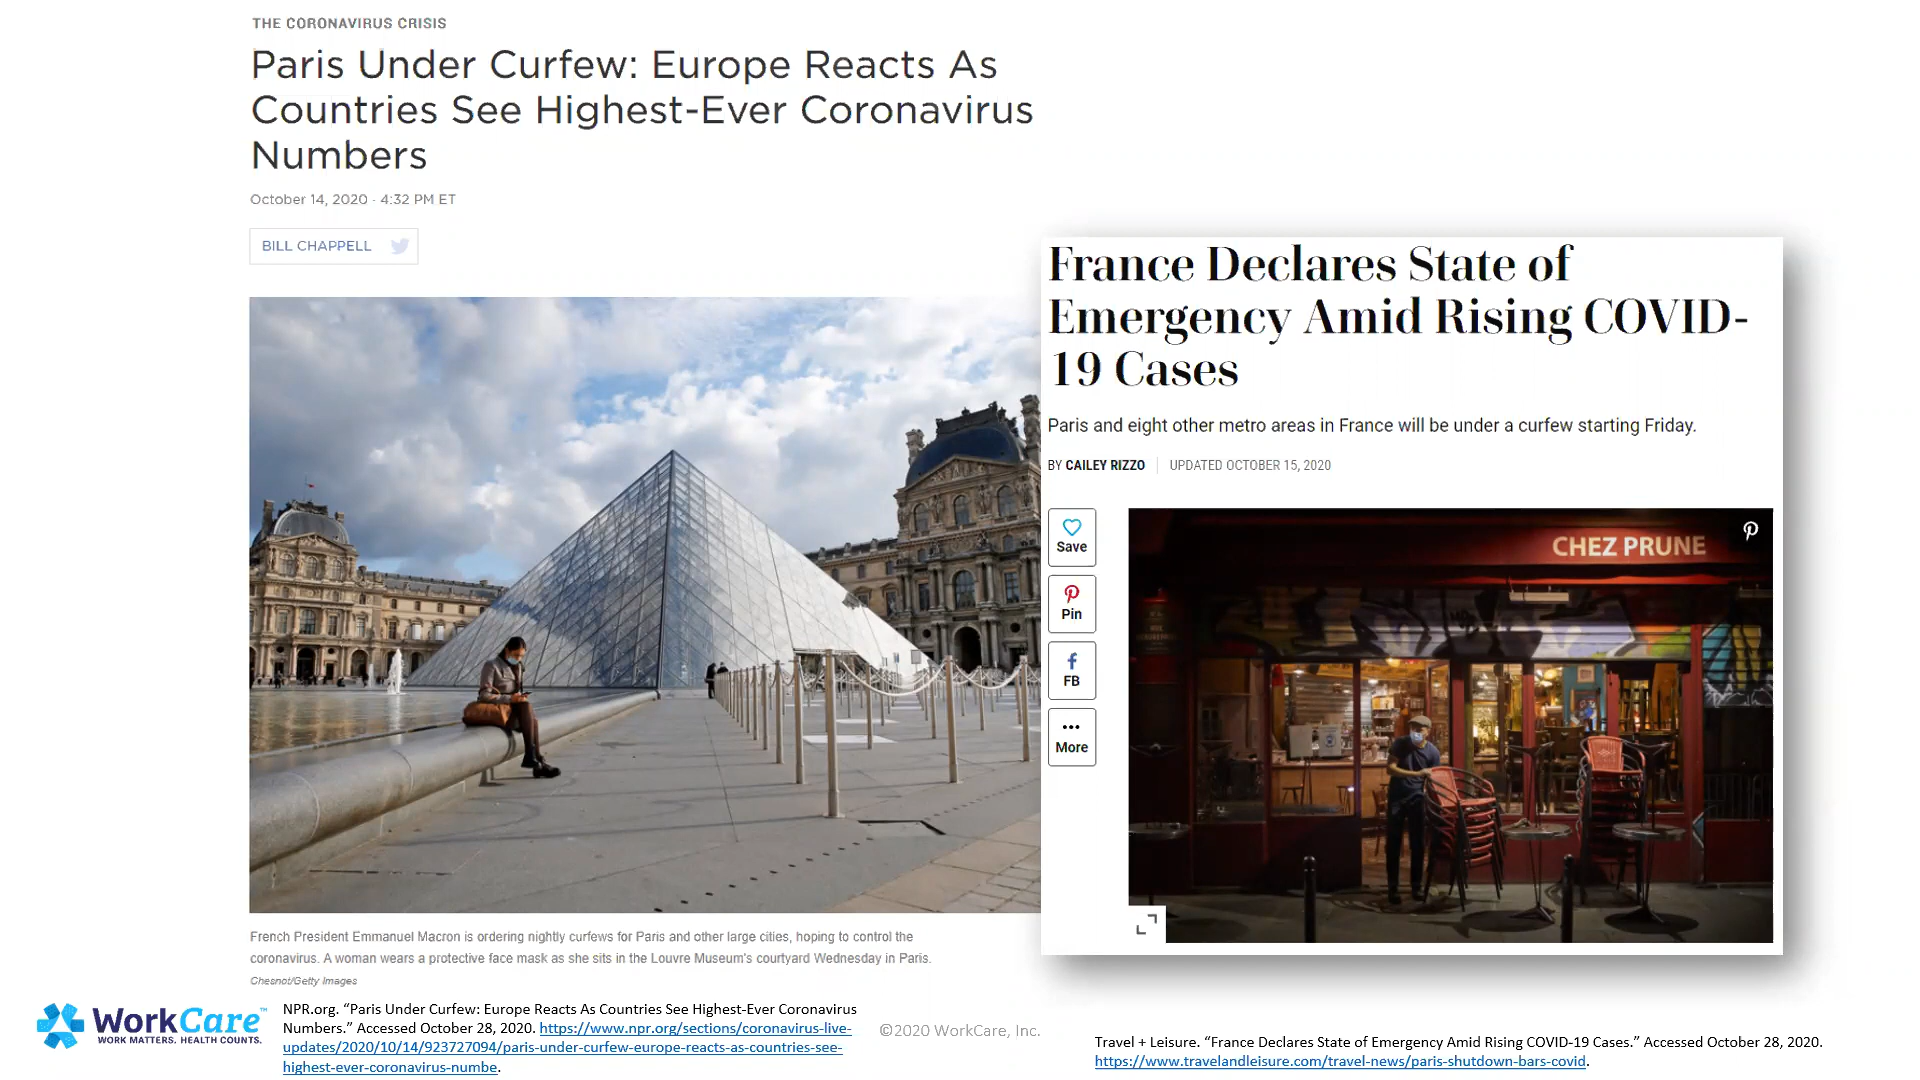 THE CORONAVIRUS CRISIS
Paris Under Curfew: Europe Reacts As
Countries See Highest-Ever Coronavirus
Numbers
October 14, 2020 · 4:32 PM ET
BILL CHAPPELL
French President Emmanuel Macron is ordering nightly curfews for Paris and other large cities, hoping to control the
coronavirus. A woman wears a protective face mask as she sits in the Louvre Museum's courtyard Wednesday in Paris.
Chesnot/Getty Images
France Declares State of
Emergency Amid Rising COVID-
19 Cases
Paris and eight other metro areas in France will be under a curfew starting Friday.
BY CAILEY RIZZO UPDATED OCTOBER 15, 2020
Save
Pin
FB
More
CHEZ PRUNE
WorkCare™
WORK MATTERS. HEALTH COUNTS.
NPR.org. “Paris Under Curfew: Europe Reacts As Countries See Highest-Ever Coronavirus
Numbers.” Accessed October 28, 2020. https://www.npr.org/sections/coronavirus-live-
updates/2020/10/14/923727094/paris-under-curfew-europe-reacts-as-countries-see-
highest-ever-coronavirus-numbe.
©2020 WorkCare, Inc.
Travel + Leisure. “France Declares State of Emergency Amid Rising COVID-19 Cases.” Accessed October 28, 2020.
https://www.travelandleisure.com/travel-news/paris-shutdown-bars-covid.